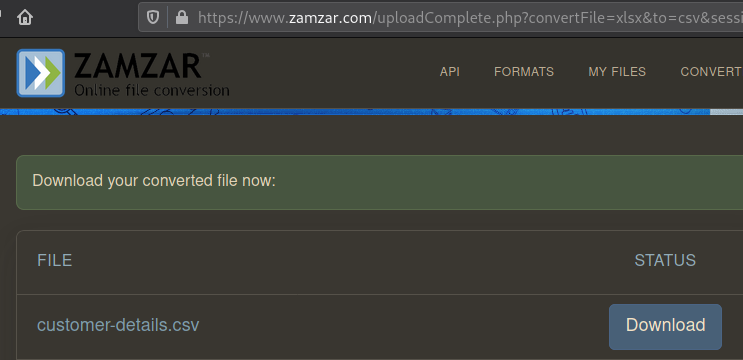 https://www.zamzar.com/uploadComplete.php?convertFile=xlsx&to=csv&sessi
ZAMZAR™
Online file conversion
API FORMATS MY FILES CONVERT
Download your converted file now:
FILE STATUS
customer-details.csv Download